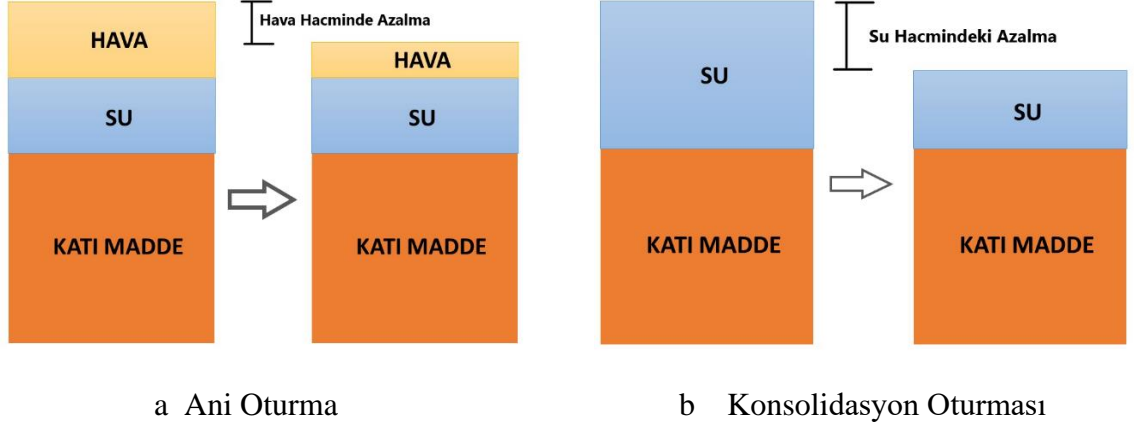 HAVA
SU
KATI MADDE
Hava Hacminde Azalma
HAVA
SU
KATI MADDE
a Ani Oturma
SU
KATI MADDE
Su Hacmindeki Azalma
SU
KATI MADDE
b Konsolidasyon Oturması